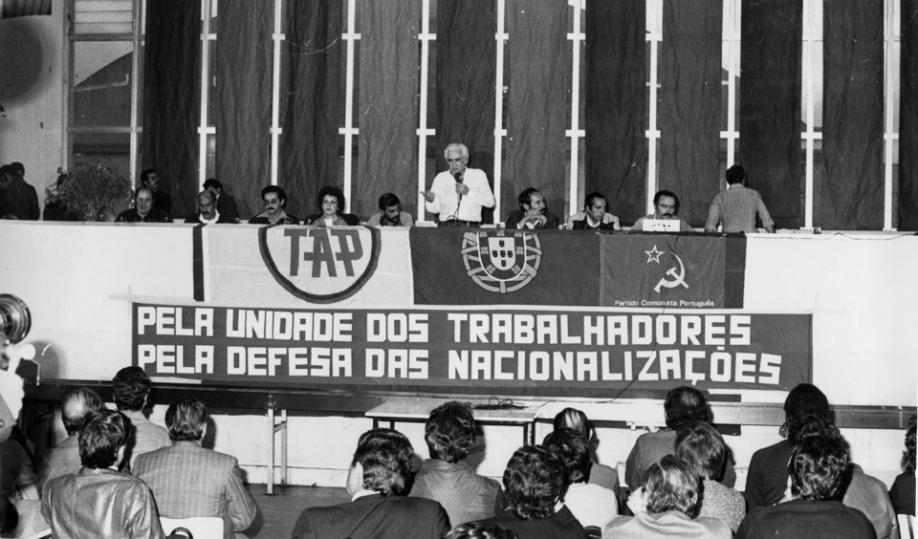 TAP
Partido Comunista Português
PELA UNIDADE DOS TRABALHADORES
PELA DEFESA DAS NACIONALIZAÇÕES